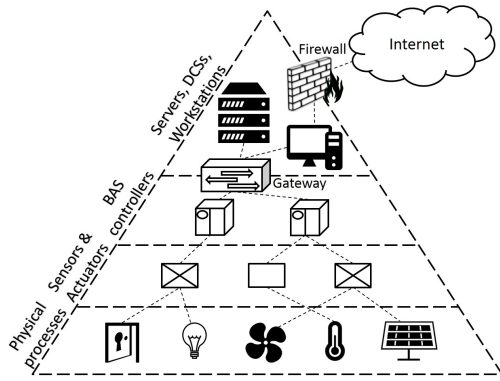 Internet
Firewall
Servers, DCSs,
Workstations
Gateway
BAS
controllers
Sensors &
Actuators
Physical
processes